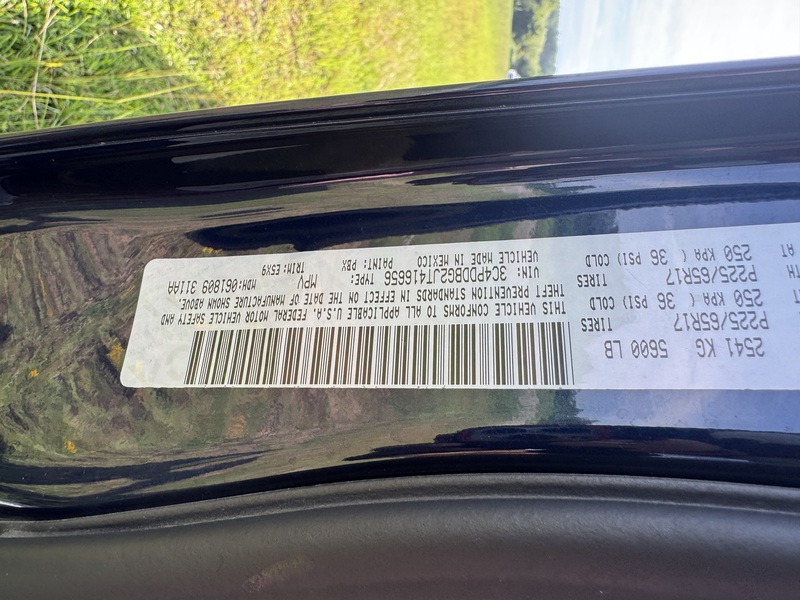 2541 KG 5600 LB
P225/65R17 TIRES
AT 250 KPA ( 36 PSI) COLD
P225/65R17 TIRES
AT 250 KPA ( 36 PSI) COLD
THIS VEHICLE CONFORMS TO ALL APPLICABLE U.S.A. FEDERAL MOTOR VEHICLE SAFETY AND
THEFT PREVENTION STANDARDS IN EFFECT ON THE DATE OF MANUFACTURE SHOWN ABOVE.
VIN: 3C4PDDBG2JT416656 TYPE: MPV MDH:061809 311AA
VEHICLE MADE IN MEXICO PAINT: PBX TRIM:E5X9